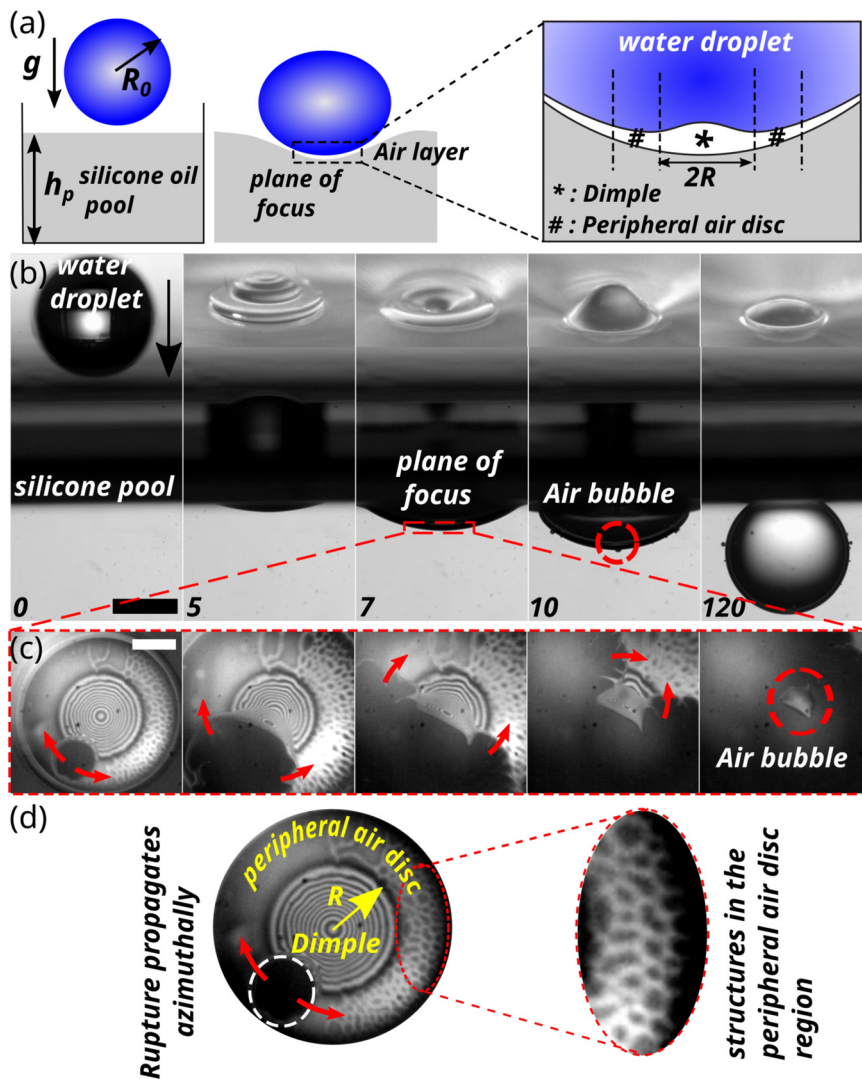 (a)
g
R₀
hₚ silicone oil
pool
Air layer
plane of
focus
water droplet
# * #
2R
* : Dimple
# : Peripheral air disc
(b)
water
droplet
silicone pool
plane of
focus
Air bubble
0 5 7 10 120
(c)
Air bubble
(d)
Rupture propagates
azimuthally
peripheral air disc
R
Dimple
structures in the
peripheral air disc
region